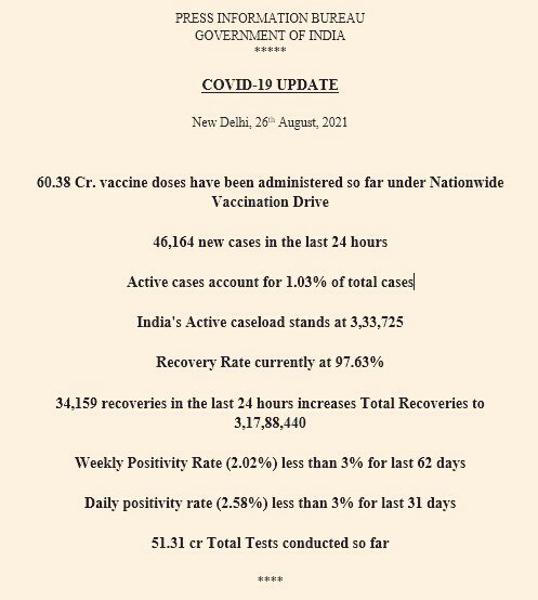 PRESS INFORMATION BUREAU
GOVERNMENT OF INDIA
*****
COVID-19 UPDATE
New Delhi, 26th August, 2021
60.38 Cr. vaccine doses have been administered so far under Nationwide
Vaccination Drive
46,164 new cases in the last 24 hours
Active cases account for 1.03% of total cases
India's Active caseload stands at 3,33,725
Recovery Rate currently at 97.63%
34,159 recoveries in the last 24 hours increases Total Recoveries to
3,17,88,440
Weekly Positivity Rate (2.02%) less than 3% for last 62 days
Daily positivity rate (2.58%) less than 3% for last 31 days
51.31 cr Total Tests conducted so far
****